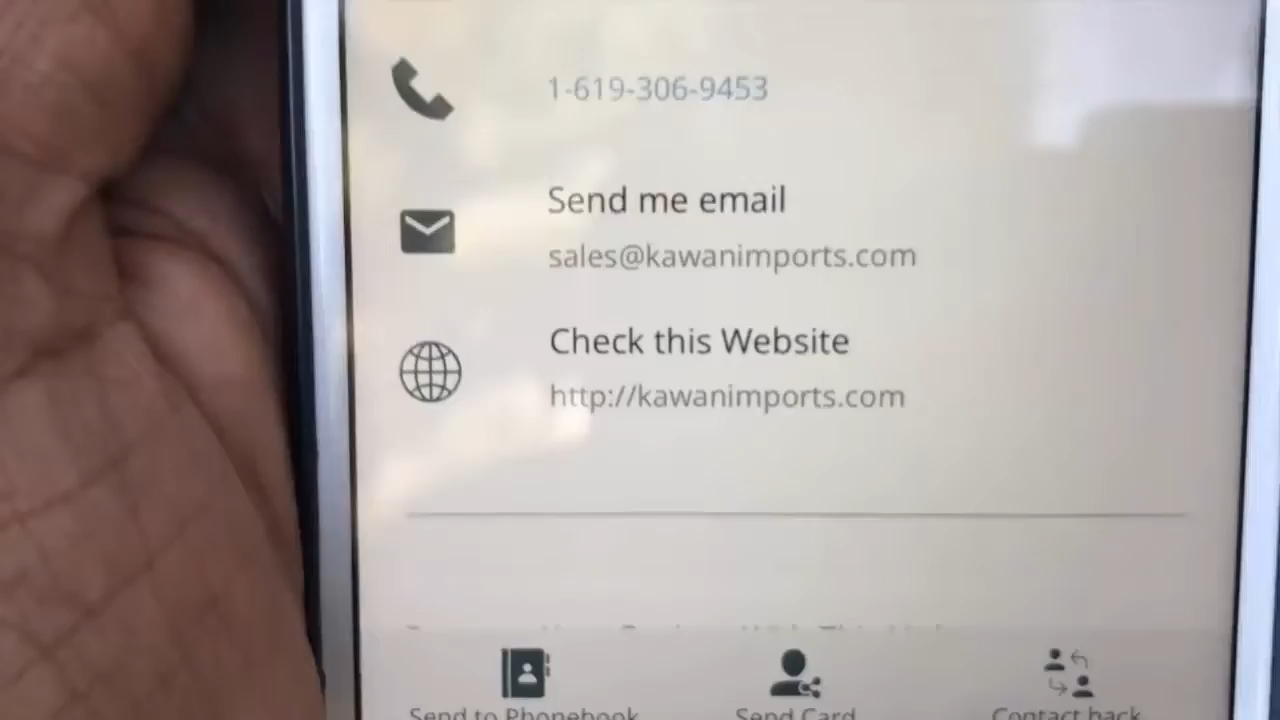 1-619-306-9453
Send me email
sales@kawanimports.com
Check this Website
http://kawanimports.com
Send to Phonebook
Send Card
Contact back